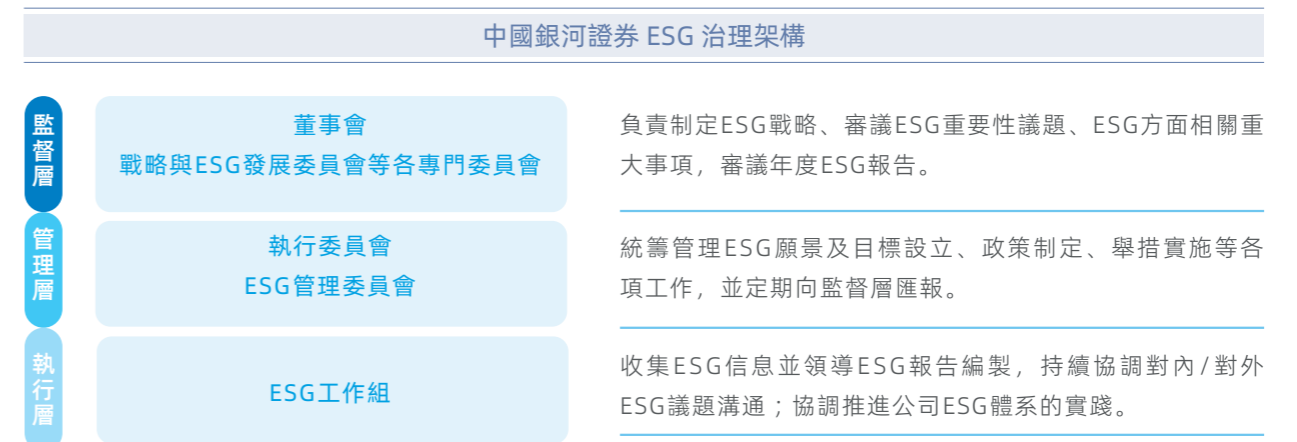 中國銀河證券 ESG 治理架構
監督層
董事會
戰略與ESG發展委員會等各專門委員會
負責制定ESG戰略、審議ESG重要性議題、ESG方面相關重
大事項，審議年度ESG報告。
管理層
執行委員會
ESG管理委員會
統籌管理ESG願景及目標設立、政策制定、舉措實施等各
項工作，並定期向監督層匯報。
執行層
ESG工作組
收集ESG信息並領導ESG報告編製，持續協調對內/對外
ESG議題溝通；協調推進公司ESG體系的實踐。